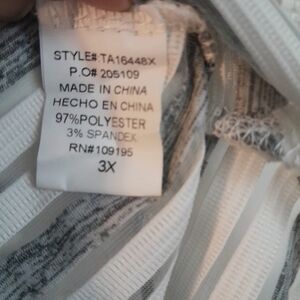 STYLE# TA16448X
P.O# 205109
MADE IN CHINA
HECHO EN CHINA
97%POLYESTER
3% SPANDEX
RN#109195
3X